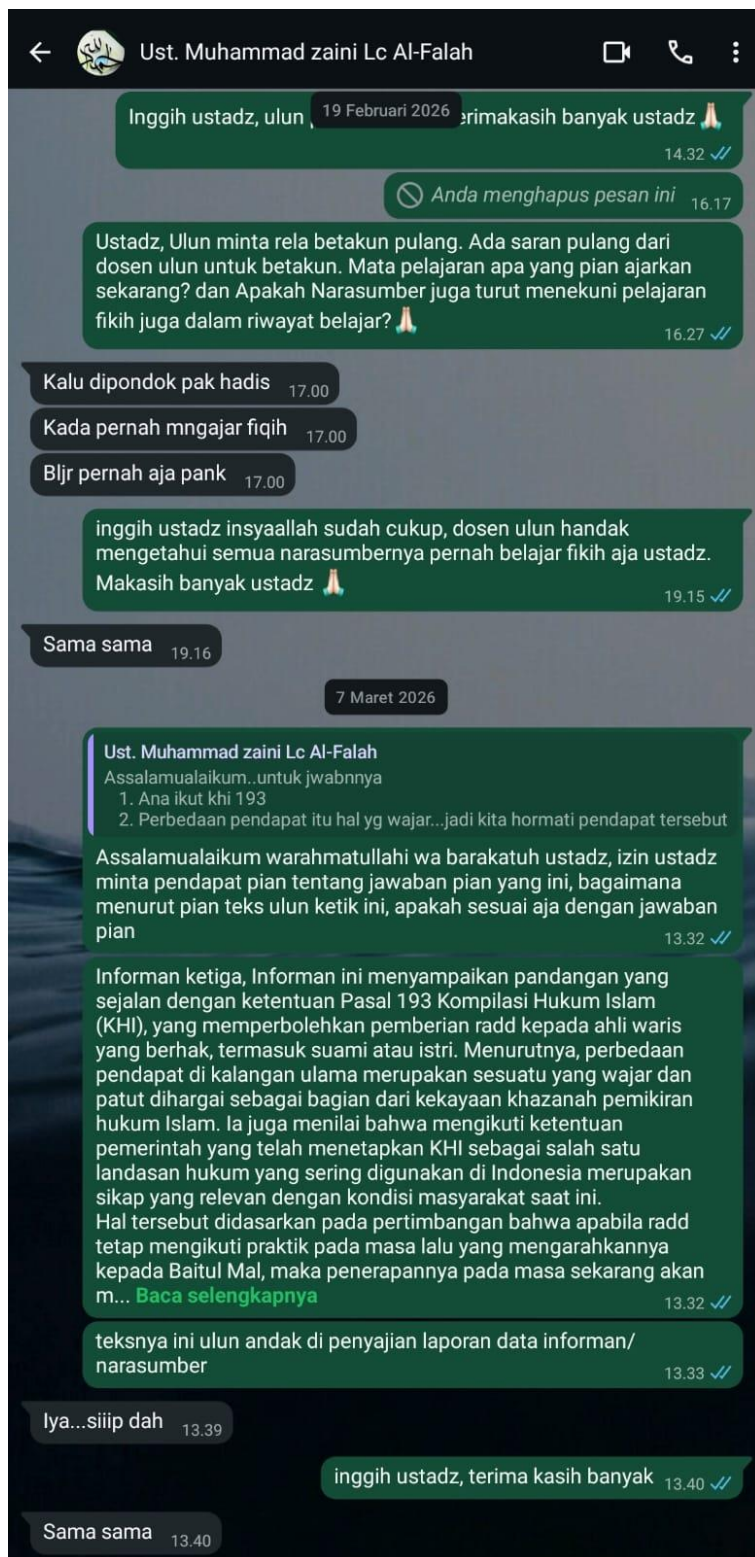 Ust. Muhammad zaini Lc Al-Falah
19 Februari 2026
Inggih ustadz, ulun erimakasih banyak ustadz 🙏🏻
14.32
Anda menghapus pesan ini 16.17
Ustadz, Ulun minta rela betakun pulang. Ada saran pulang dari
dosen ulun untuk betakun. Mata pelajaran apa yang pian ajarkan
sekarang? dan Apakah Narasumber juga turut menekuni pelajaran
fikih juga dalam riwayat belajar? 🙏🏻
16.27
Kalu dipondok pak hadis 17.00
Kada pernah mngajar fiqih 17.00
Bljr pernah aja pank 17.00
inggih ustadz insyaallah sudah cukup, dosen ulun handak
mengetahui semua narasumbernya pernah belajar fikih aja ustadz.
Makasih banyak ustadz 🙏🏻
19.15
Sama sama 19.16
7 Maret 2026
Ust. Muhammad zaini Lc Al-Falah
Assalamualaikum..untuk jwabnnya
1. Ana ikut khi 193
2. Perbedaan pendapat itu hal yg wajar...jadi kita hormati pendapat tersebut
Assalamualaikum warahmatullahi wa barakatuh ustadz, izin ustadz
minta pendapat pian tentang jawaban pian yang ini, bagaimana
menurut pian teks ulun ketik ini, apakah sesuai aja dengan jawaban
pian
13.32
Informan ketiga, Informan ini menyampaikan pandangan yang
sejalan dengan ketentuan Pasal 193 Kompilasi Hukum Islam
(KHI), yang memperbolehkan pemberian radd kepada ahli waris
yang berhak, termasuk suami atau istri. Menurutnya, perbedaan
pendapat di kalangan ulama merupakan sesuatu yang wajar dan
patut dihargai sebagai bagian dari kekayaan khazanah pemikiran
hukum Islam. Ia juga menilai bahwa mengikuti ketentuan
pemerintah yang telah menetapkan KHI sebagai salah satu
landasan hukum yang sering digunakan di Indonesia merupakan
sikap yang relevan dengan kondisi masyarakat saat ini.
Hal tersebut didasarkan pada pertimbangan bahwa apabila radd
tetap mengikuti praktik pada masa lalu yang mengarahkannya
kepada Baitul Mal, maka penerapannya pada masa sekarang akan
m... Baca selengkapnya
13.32
teksnya ini ulun andak di penyajian laporan data informan/
narasumber
13.33
Iya...siiip dah 13.39
inggih ustadz, terima kasih banyak 13.40
Sama sama 13.40